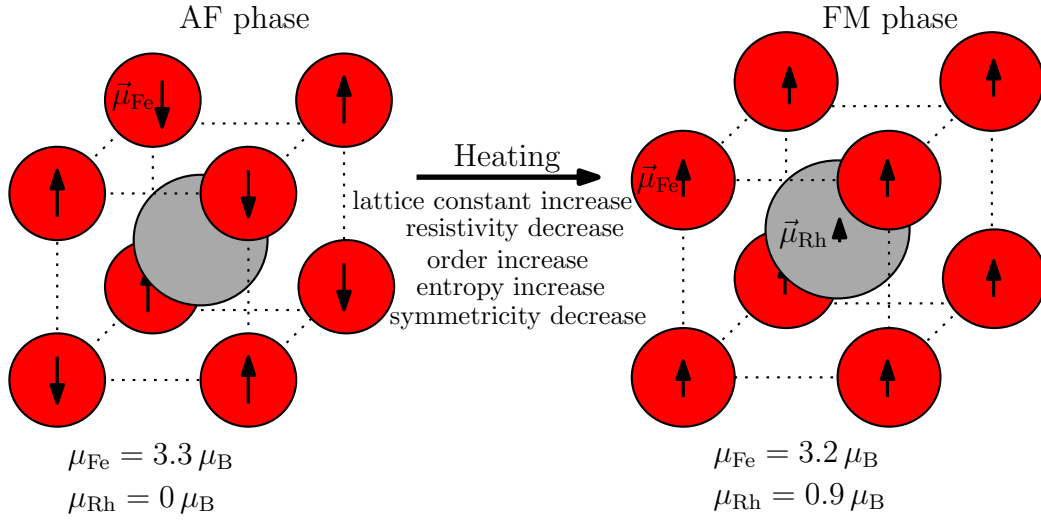 AF phase
FM phase
μ⃗Fe
Heating
lattice constant increase
resistivity decrease
order increase
entropy increase
symmetricity decrease
μ⃗Fe
μ⃗Rh
μFe = 3.3 μB
μRh = 0 μB
μFe = 3.2 μB
μRh = 0.9 μB